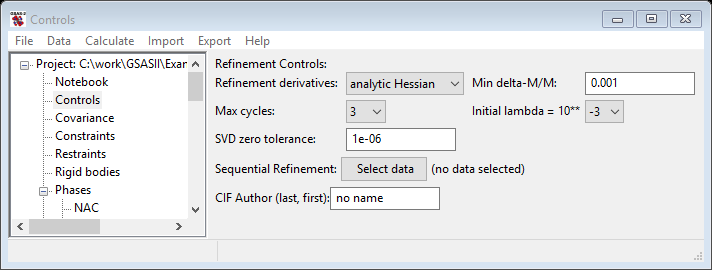 Controls
File Data Calculate Import Export Help
Project: C:\work\GSASII\Exan
Notebook
Controls
Covariance
Constraints
Restraints
Rigid bodies
Phases
NAC
Refinement Controls:
Refinement derivatives: analytic Hessian Min delta-M/M: 0.001
Max cycles: 3 Initial lambda = 10** -3
SVD zero tolerance: 1e-06
Sequential Refinement: Select data (no data selected)
CIF Author (last, first): no name